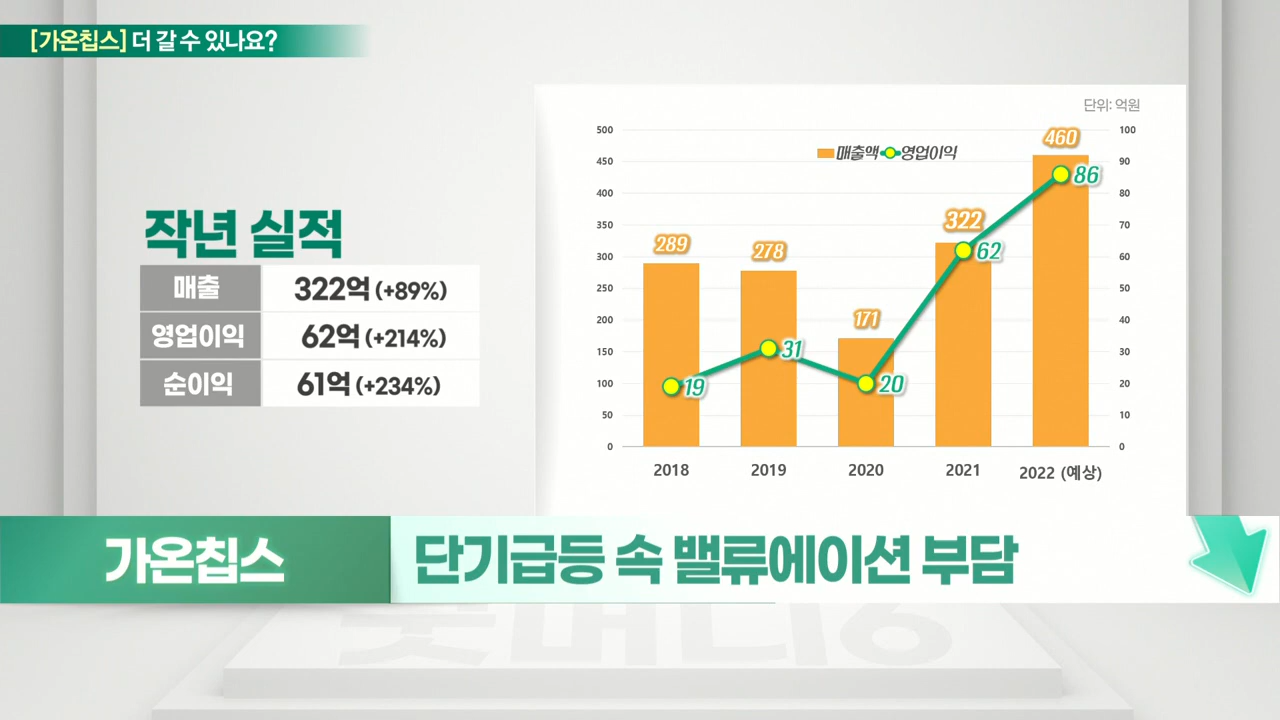 [가온칩스] 더 갈 수 있나요?
작년 실적
매출 322억 (+89%)
영업이익 62억 (+214%)
순이익 61억 (+234%)
단위: 억원
매출액 영업이익
500 100
450 90
400 80
350 70
300 60
250 50
200 40
150 30
100 20
50 10
0 0
289 278 171 322 460
19 31 20 62 86
2018 2019 2020 2021 2022 (예상)
가온칩스 단기급등 속 밸류에이션 부담
굿머니6